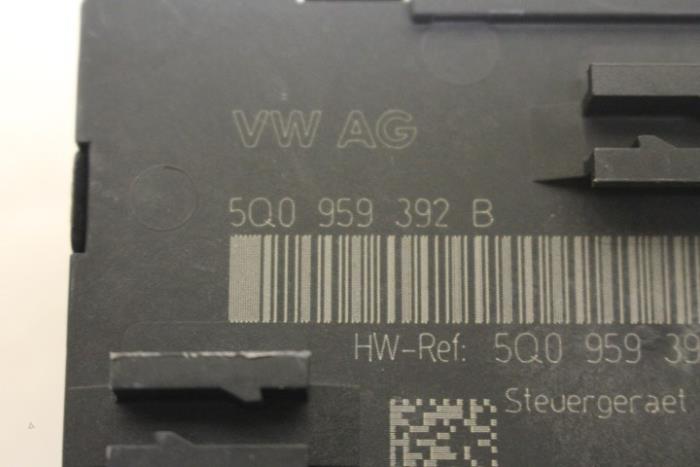 VW AG
5Q0 959 392 B
HW-Ref: 5Q0 959 39
Steuergeraet